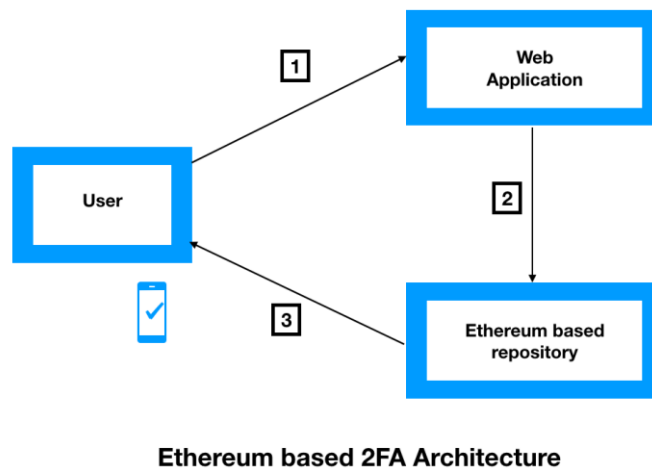 Web
Application
1
User
2
3
Ethereum based
repository
Ethereum based 2FA Architecture